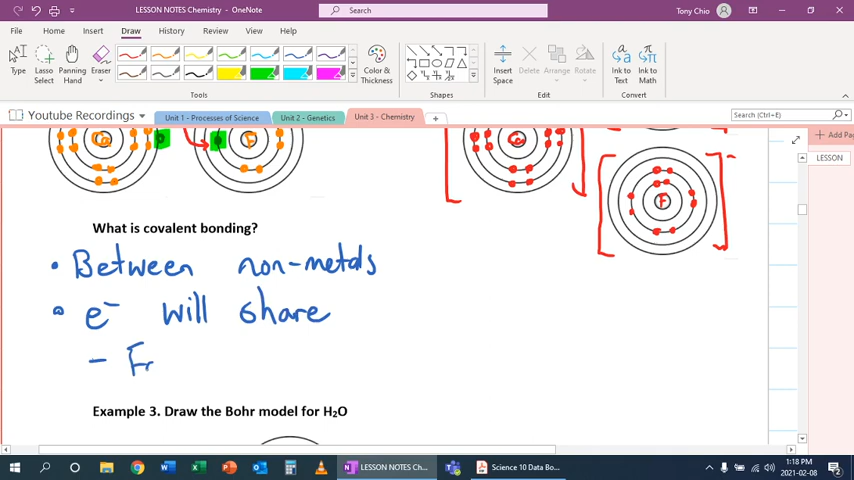 LESSON NOTES Chemistry - OneNote
Search
Tony Chio
File Home Insert Draw History Review View Help
Type
Lasso Select
Panning Hand
Eraser
Color & Thickness
Shapes
Insert Space
Delete
Arrange
Rotate
Edit
Ink to Text
Ink to Math
Convert
Youtube Recordings
Unit 1 - Processes of Science
Unit 2 - Genetics
Unit 3 - Chemistry
Search (Ctrl+E)
Add Pa
LESSON
Ca
F
Ca
F
-
What is covalent bonding?
• Between non-metals
• e⁻ will share
- Fr
Example 3. Draw the Bohr model for H₂O
LESSON NOTES Ch...
Science 10 Data Bo...
1:18 PM
2021-02-08
2